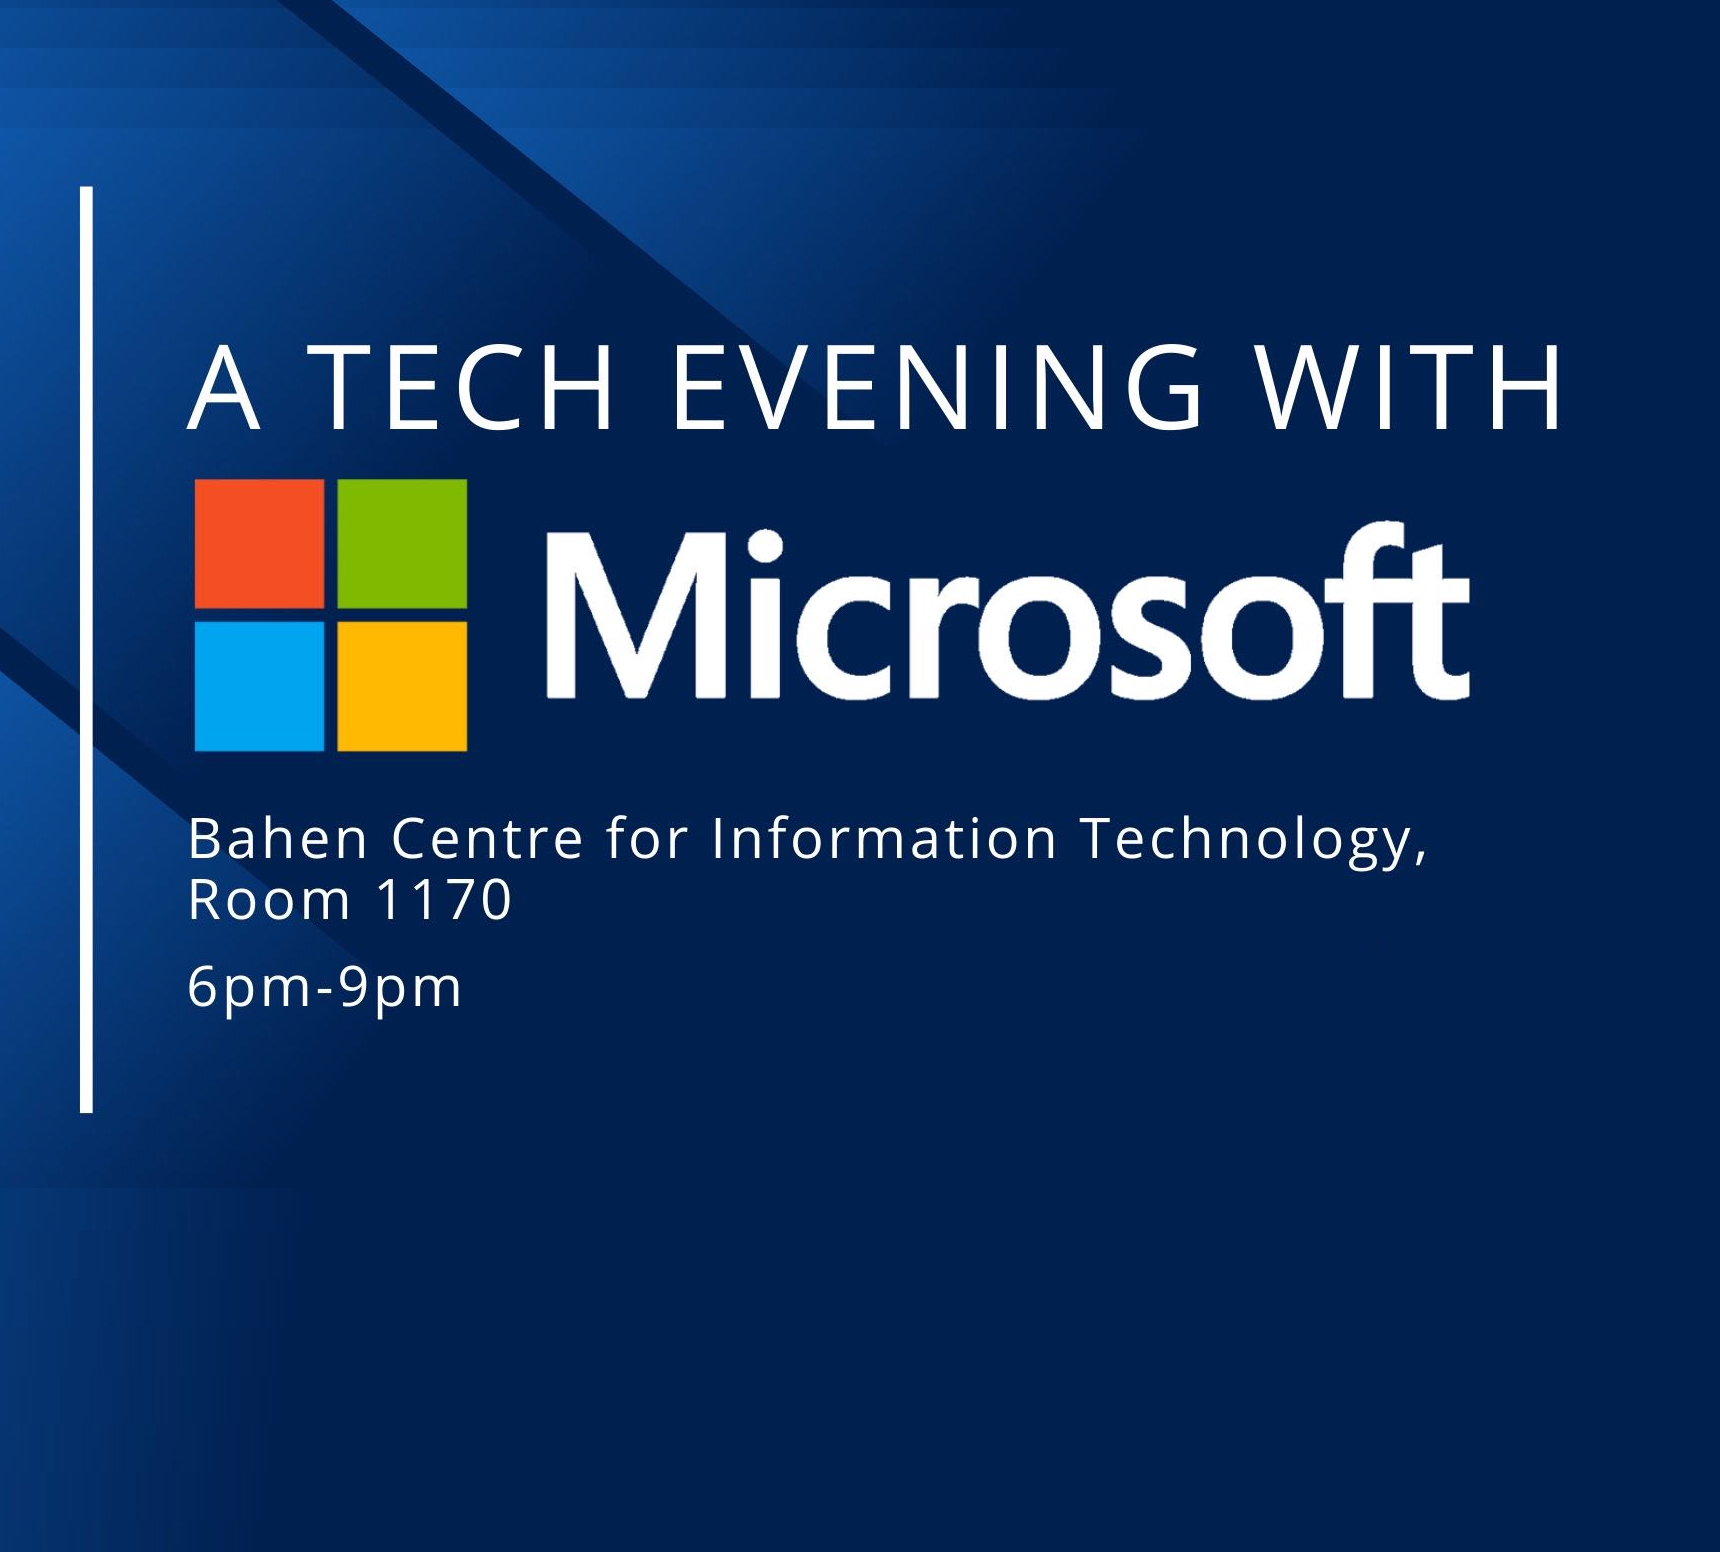 A TECH EVENING WITH
Microsoft
Bahen Centre for Information Technology,
Room 1170
6pm-9pm